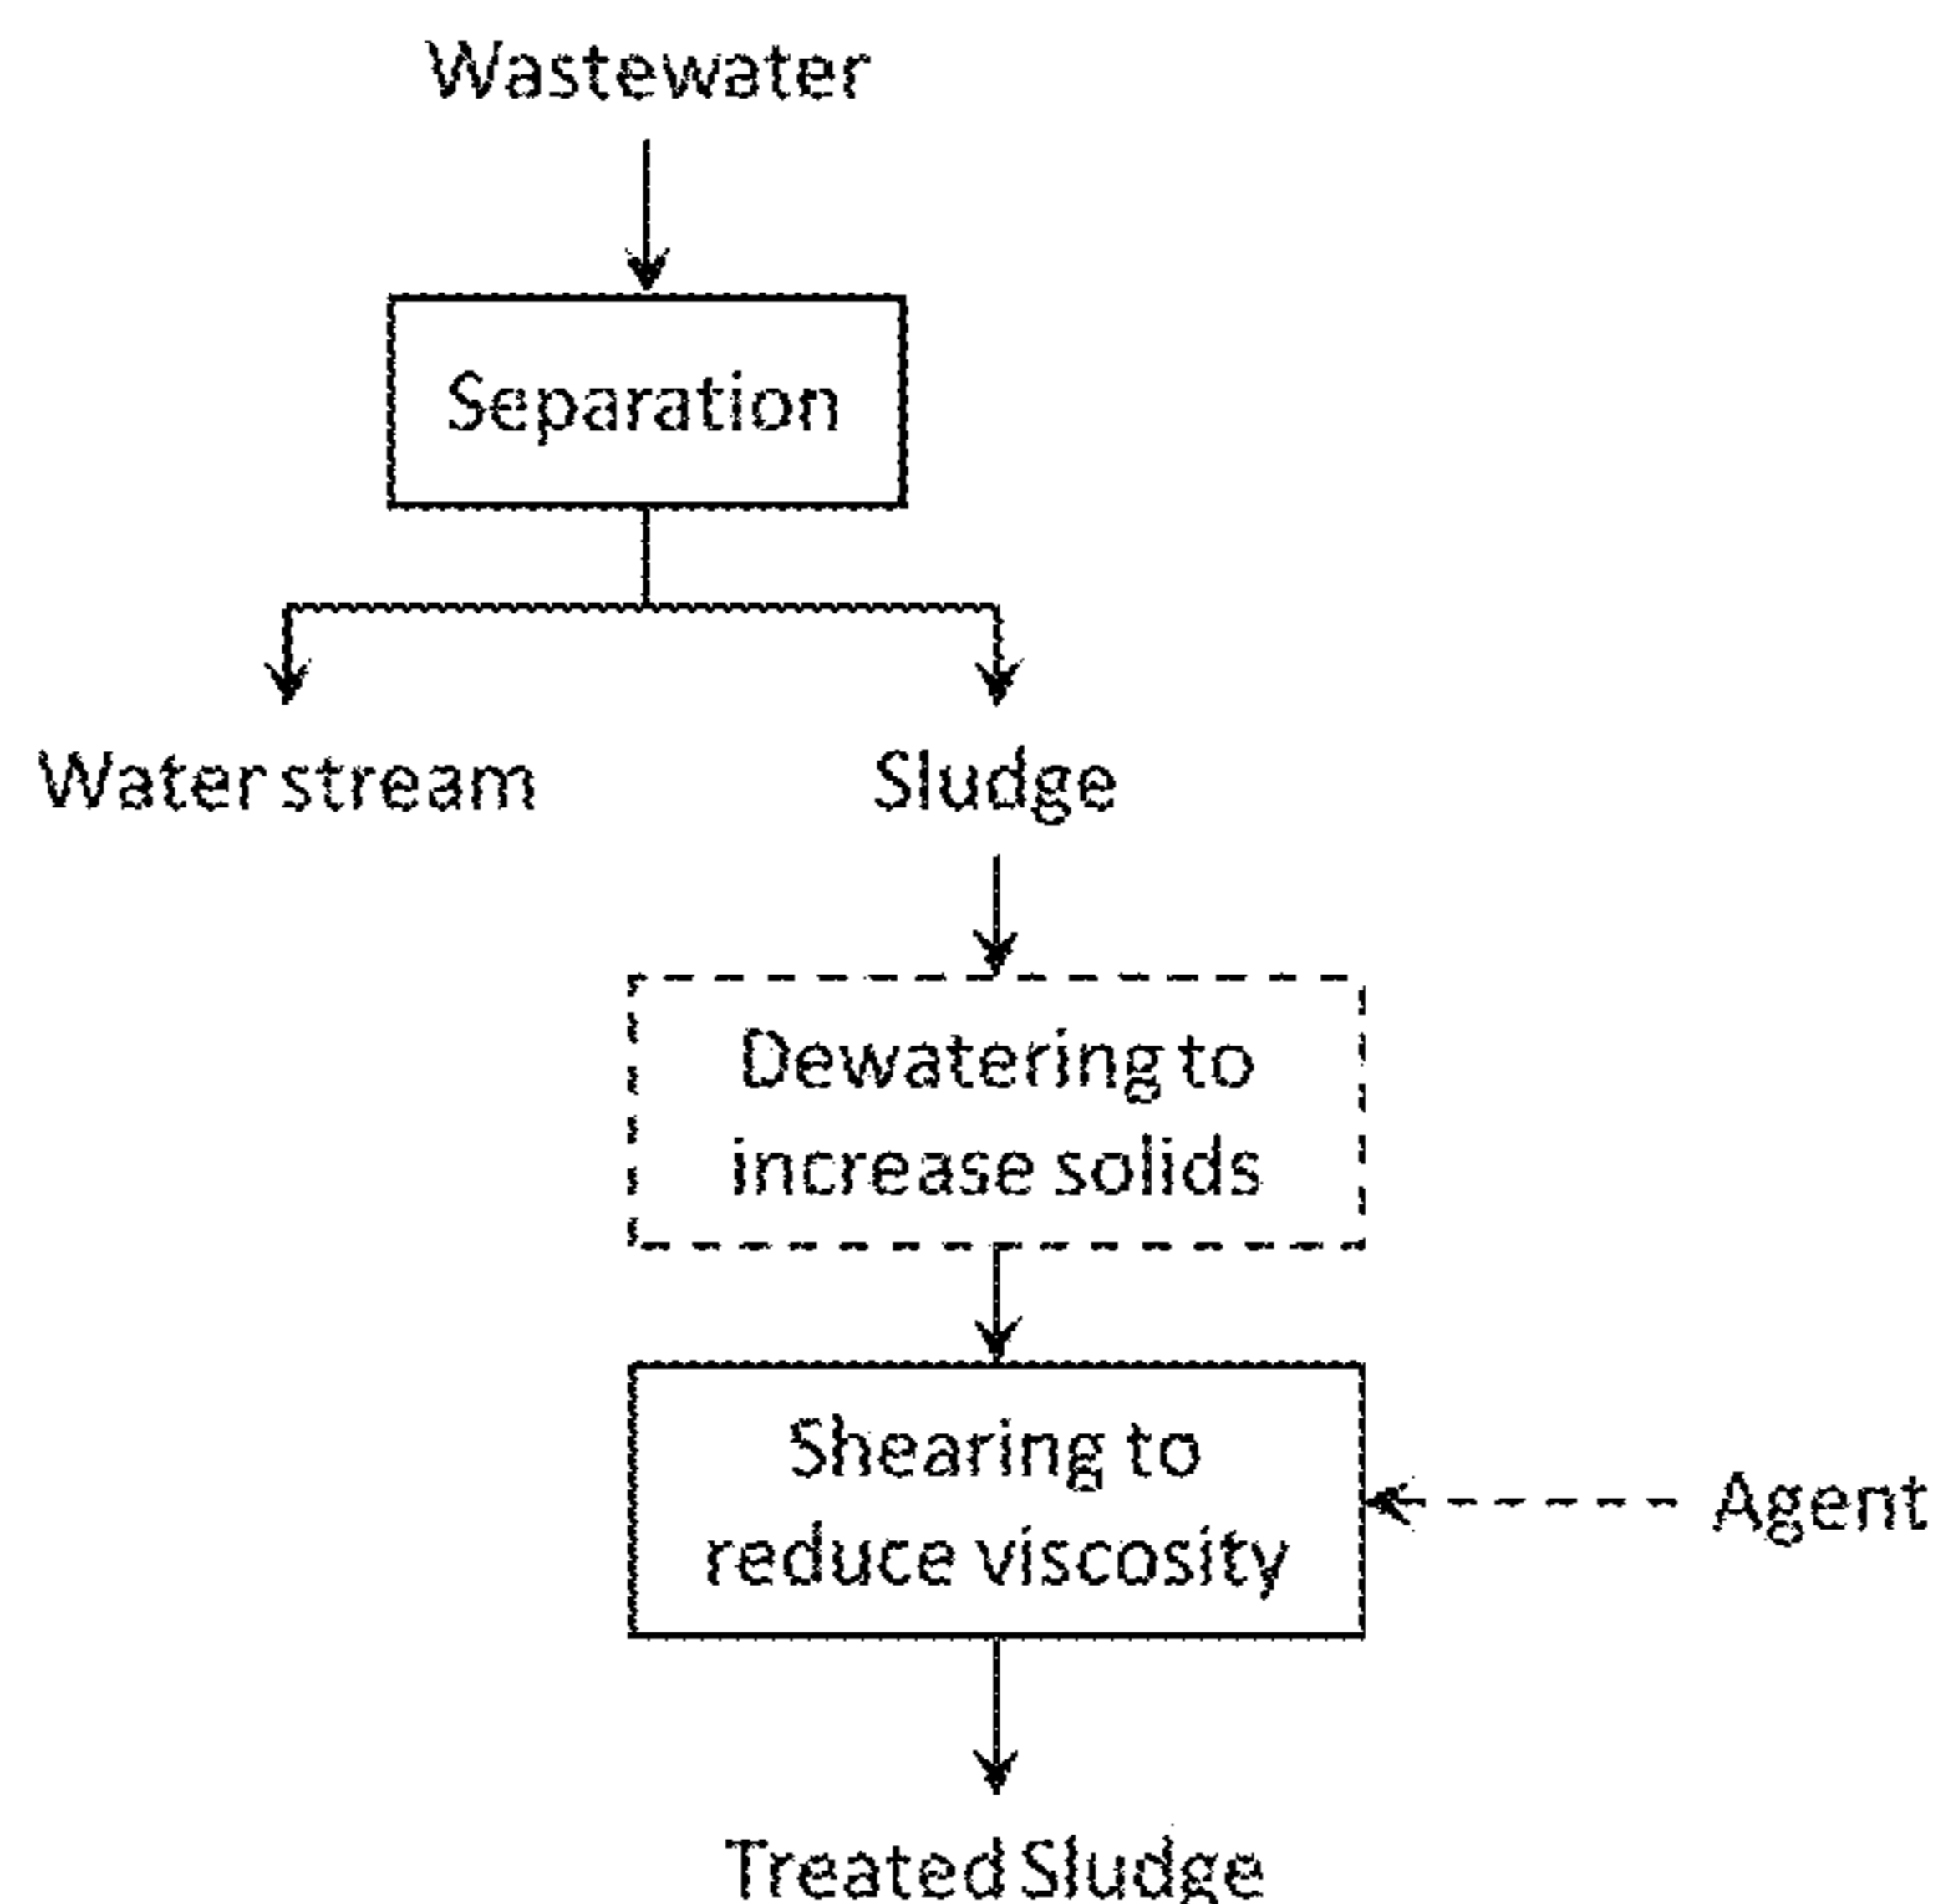 Wastewater
Separation
Water stream
Sludge
Dewatering to
increase solids
Shearing to
reduce viscosity
Agent
Treated Sludge